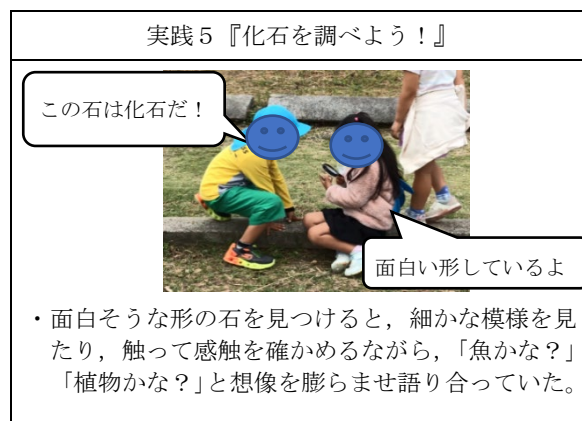 実践５『化石を調べよう！』
この石は化石だ！
面白い形しているよ
・面白そうな形の石を見つけると，細かな模様を見
たり，触って感触を確かめるながら，「魚かな？」
「植物かな？」と想像を膨らませ語り合っていた。